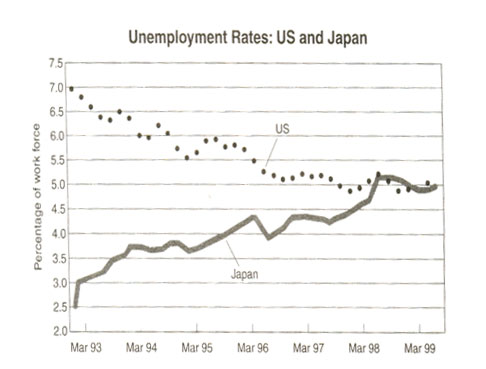 Unemployment Rates: US and Japan
Percentage of work force
7.5
7.0
6.5
6.0
5.5
5.0
4.5
4.0
3.5
3.0
2.5
2.0
US
Japan
Mar 93 Mar 94 Mar 95 Mar 96 Mar 97 Mar 98 Mar 99